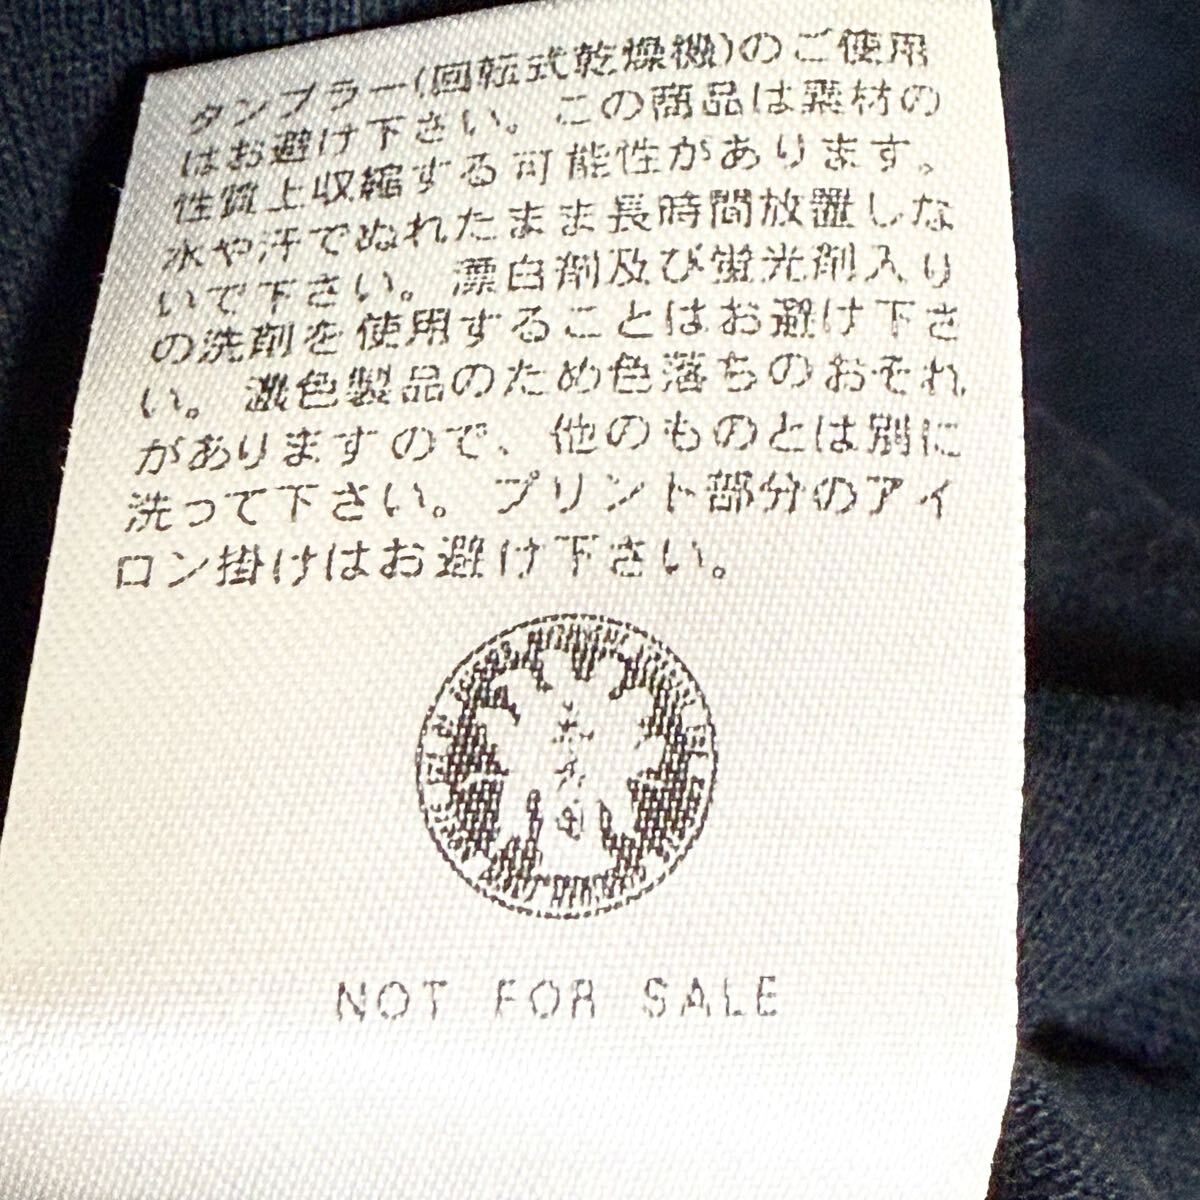 タンブラー(回転式乾燥機)のご使用
はお避け下さい。この商品は素材の
性質上収縮する可能性があります。
水や汗でぬれたまま長時間放置しな
いで下さい。漂白剤及び蛍光剤入り
の洗剤を使用することはお避け下さ
い。濃色製品のため色落ちのおそれ
がありますので、他のものとは別に
洗って下さい。プリント部分のアイ
ロン掛けはお避け下さい。
NOT FOR SALE